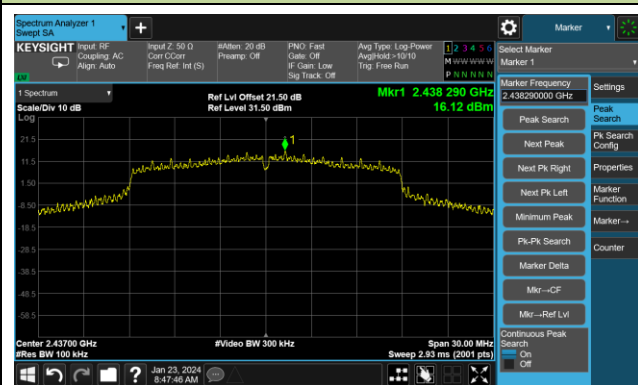 Spectrum Analyzer 1
Swept SA
+
Marker
KEYSIGHT
Input: RF
Coupling: AC
Align: Auto
Input Z: 50 Ω
Corr CCorr
Freq Ref: Int (S)
#Atten: 20 dB
Preamp: Off
PNO: Fast
Gate: Off
IF Gain: Low
Sig Track: Off
Avg Type: Log-Power
Avg|Hold:>10/10
Trig: Free Run
1 2 3 4 5 6
M W W W W W
P N N N N N
Select Marker
Marker 1
1 Spectrum
Scale/Div 10 dB
Log
Ref Lvl Offset 21.50 dB
Ref Level 31.50 dBm
Mkr1 2.438 290 GHz
16.12 dBm
1
21.5
11.5
1.50
-8.50
-18.5
-28.5
-38.5
-48.5
-58.5
Center 2.43700 GHz
#Res BW 100 kHz
#Video BW 300 kHz
Span 30.00 MHz
Sweep 2.93 ms (2001 pts)
Marker Frequency
2.438290000 GHz
Peak Search
Next Peak
Next Pk Right
Next Pk Left
Minimum Peak
Pk-Pk Search
Marker Delta
Mkr→CF
Mkr→Ref Lvl
Continuous Peak
Search
On
Off
Settings
Peak
Search
Pk Search
Config
Properties
Marker
Function
Marker→
Counter
?
Jan 23, 2024
8:47:46 AM